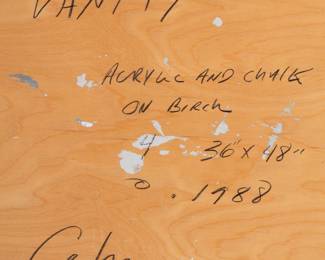 VANITY
ACRYLIC AND CHALK
ON BIRCH
36" x 48"
1988